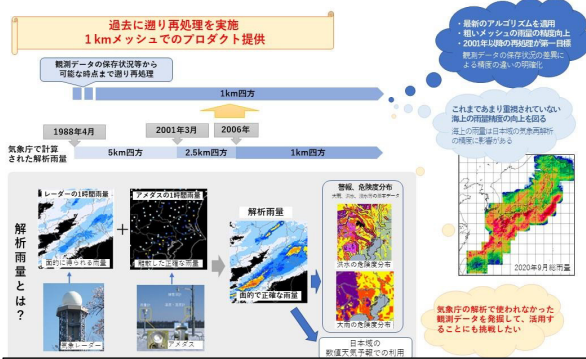 過去に遡り再処理を実施
1kmメッシュでのプロダクト提供
観測データの保存状況等から
可能な時点まで遡り再処理
1km四方
1988年4月
2001年3月
2006年
気象庁で計算
された解析雨量
5km四方
2.5km四方
1km四方
・最新のアルゴリズムを適用
・粗いメッシュの雨量の精度向上
・2001年以降の再処理が第一目標
観測データの保存状況の差異に
よる精度の違いの明確化
これまであまり重視されていない
海上の雨量精度の向上を図る
海上の雨量は日本域の気象再解析
の精度に影響がある
2020年9月総雨量
気象庁の解析で使われなかった
観測データを発掘して、活用す
ることにも挑戦したい
解析雨量とは？
レーダーの1時間雨量
面的に得られる雨量
気象レーダー
+
アメダスの1時間雨量
離散した正確な雨量
アメダス
解析雨量
面的で正確な雨量
警報、危険度分布
洪水の危険度分布
大雨の危険度分布
日本域の
数値天気予報での利用